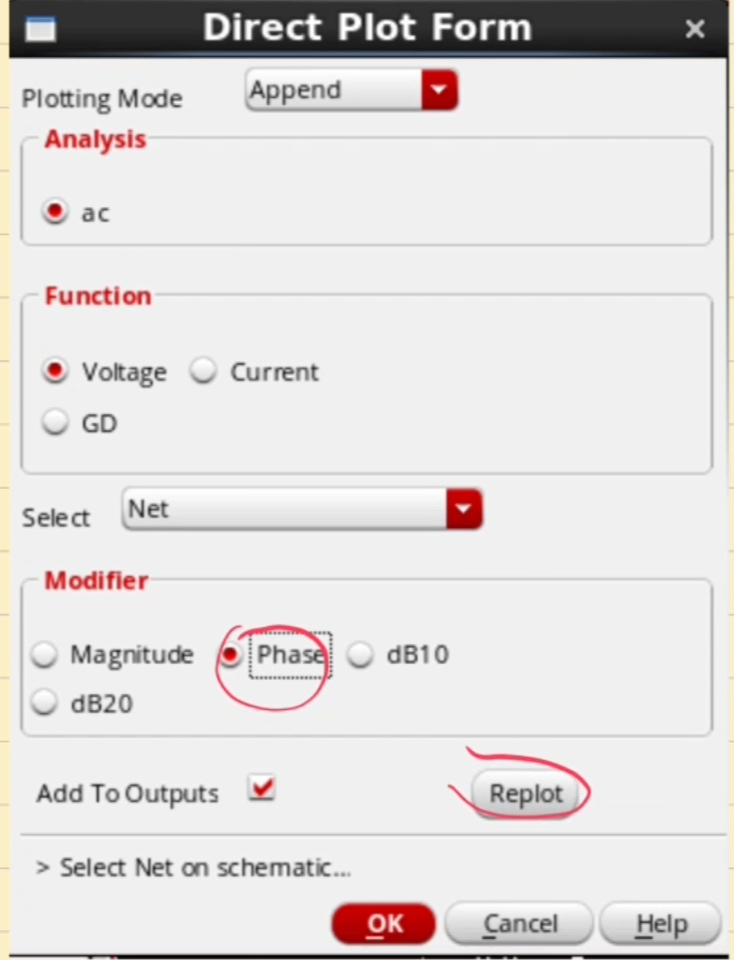 Direct Plot Form
Plotting Mode Append
Analysis
ac
Function
Voltage Current
GD
Select Net
Modifier
Magnitude Phase dB10
dB20
Add To Outputs Replot
> Select Net on schematic...
OK Cancel Help